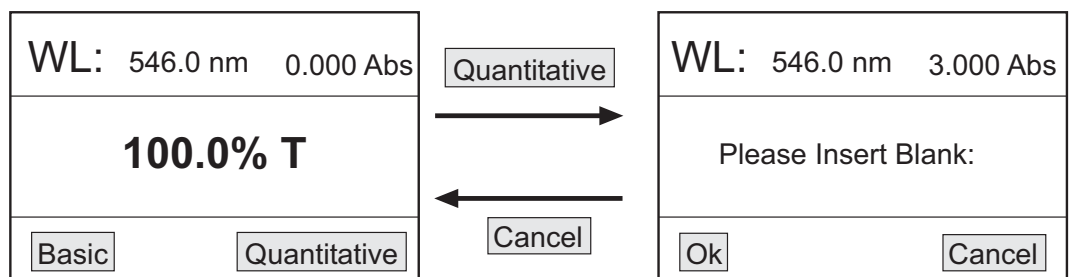 WL: 546.0 nm 0.000 Abs
100.0% T
Basic Quantitative
Quantitative
Cancel
WL: 546.0 nm 3.000 Abs
Please Insert Blank:
Ok Cancel